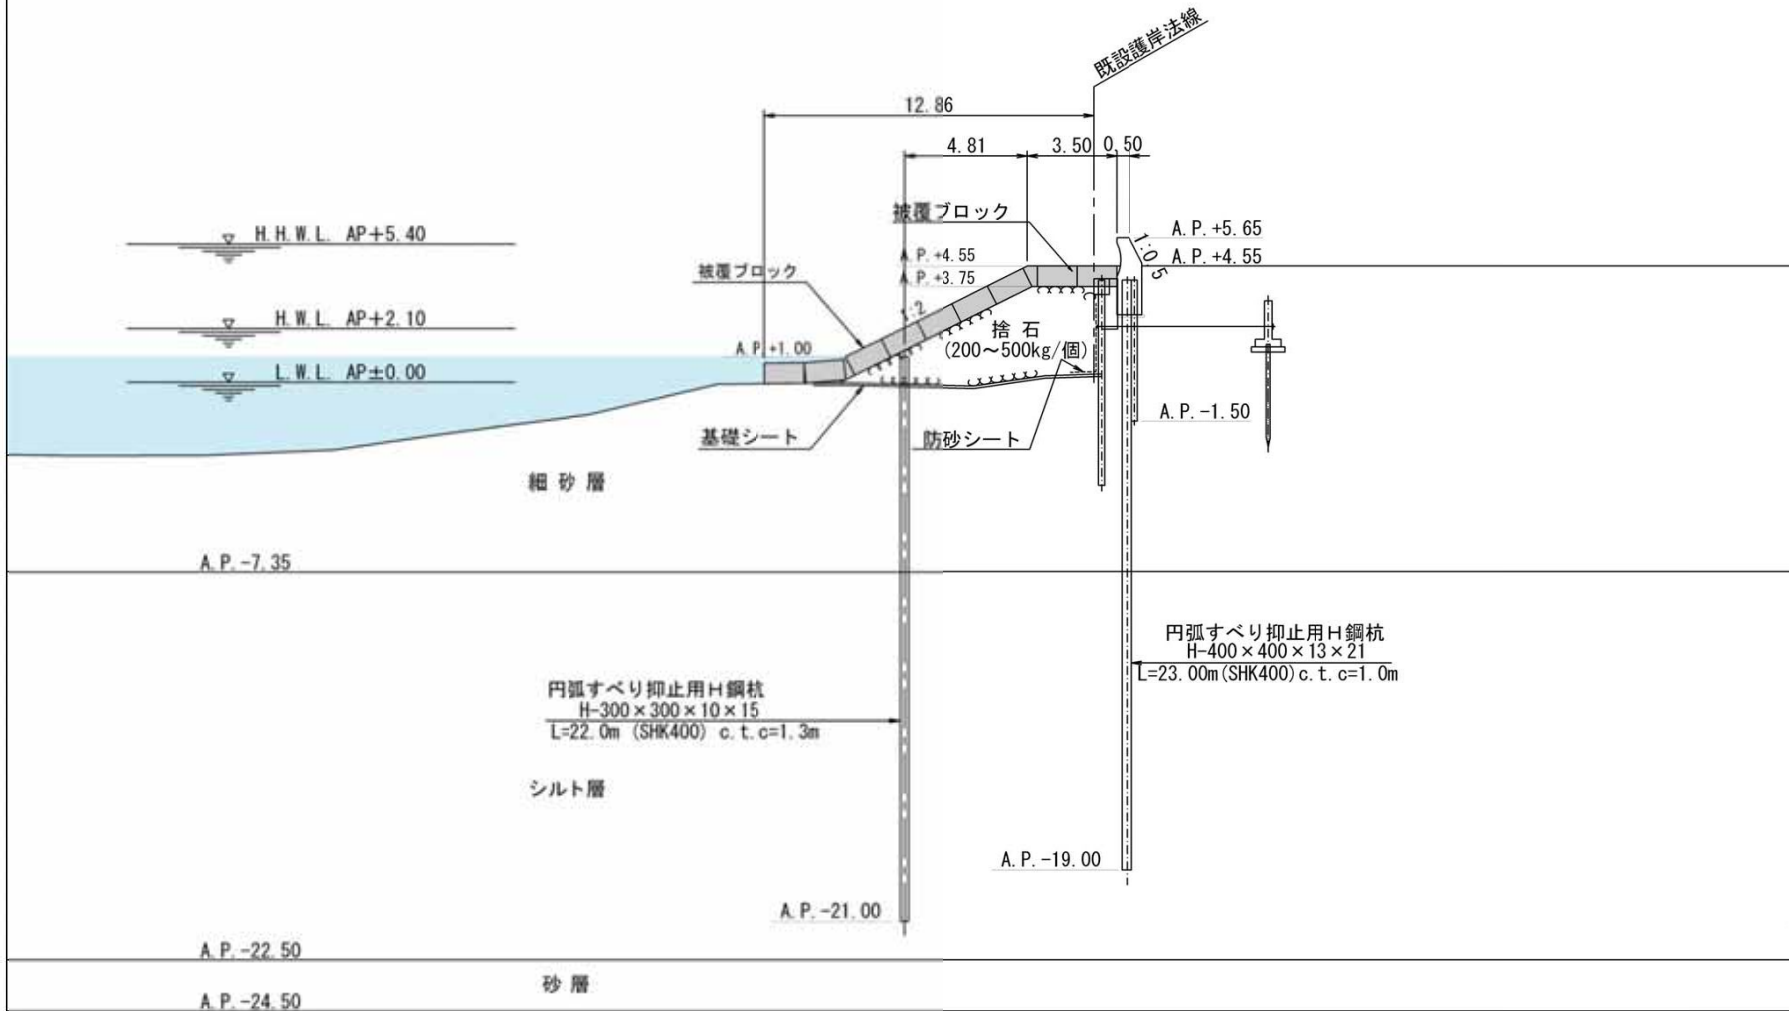 既設護岸法線
12.86
4.81
3.50
0.50
被覆ブロック
H.H.W.L. AP+5.40
A.P.+5.65
1:0.5
A.P.+4.55
A.P.+4.55
被覆ブロック
A.P.+3.75
1:2
H.W.L. AP+2.10
捨石
(200～500kg/個)
A.P.+1.00
L.W.L. AP±0.00
A.P.-1.50
基礎シート
防砂シート
細砂層
A.P.-7.35
円弧すべり抑止用H鋼杭
H-400×400×13×21
L=23.00m(SHK400)c.t.c=1.0m
円弧すべり抑止用H鋼杭
H-300×300×10×15
L=22.0m (SHK400) c.t.c=1.3m
シルト層
A.P.-19.00
A.P.-21.00
A.P.-22.50
砂層
A.P.-24.50